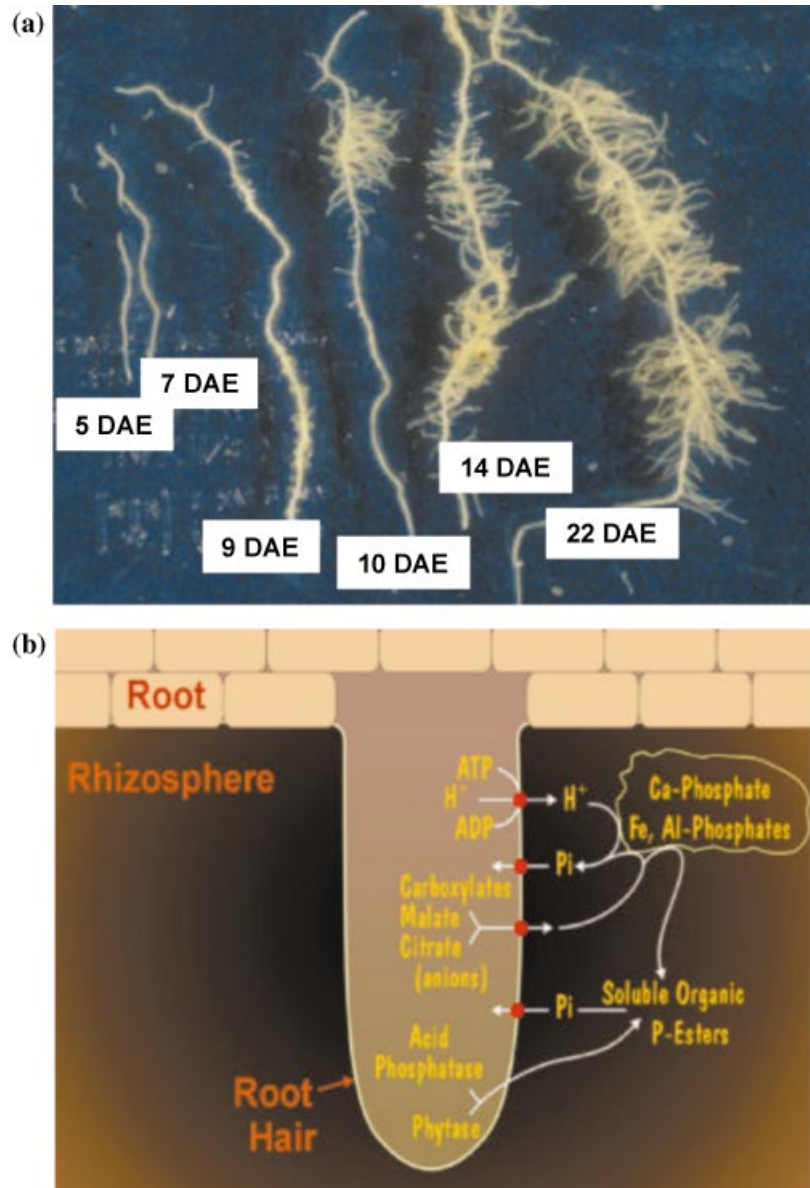 (a)
7 DAE
5 DAE
14 DAE
9 DAE
10 DAE
22 DAE
(b)
Root
Rhizosphere
ATP
H⁻
H⁺
ADP
Ca-Phosphate
Fe, Al-Phosphates
Pi
Carboxylates
Malate
Citrate
(anions)
Pi
Soluble Organic
P-Esters
Acid
Phosphatase
Phytase
Root
Hair